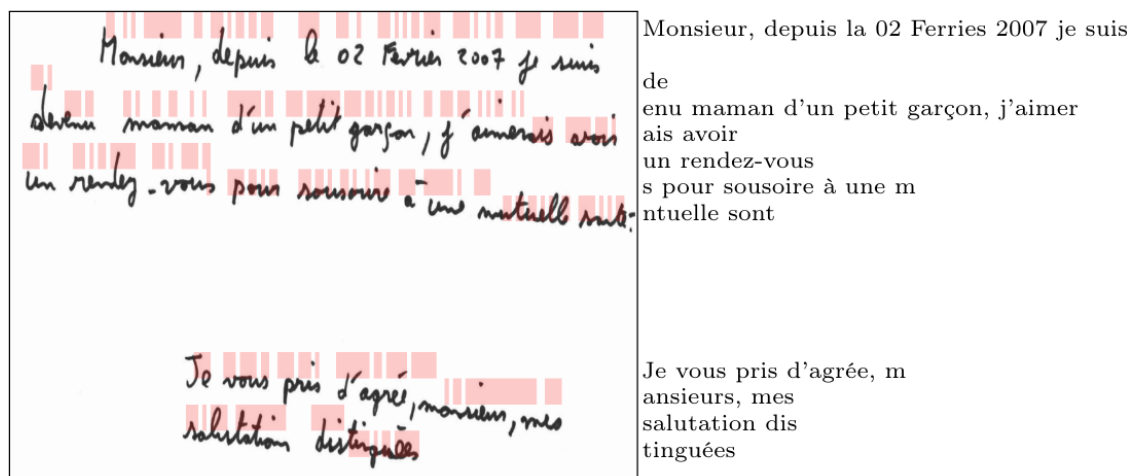 Monsieur, depuis le 02 Fevrier 2007 je suis
devenu maman d'un petit garçon, j'aimerais avoir
un rendez-vous pour sousoire à une mutuelle santé.
Je vous pris d'agrée, monsieur, mes
salutation distinguées
Monsieur, depuis la 02 Ferries 2007 je suis
de
enu maman d'un petit garçon, j'aimer
ais avoir
un rendez-vous
s pour sousoire à une m
ntuelle sont
Je vous pris d'agrée, m
ansieurs, mes
salutation dis
tinguées